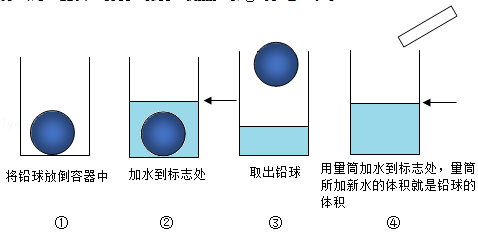 将铅球放倒容器中
加水到标志处
取出铅球
用量筒加水到标志处，量筒
所加新水的体积就是铅球的
体积
①
②
③
④